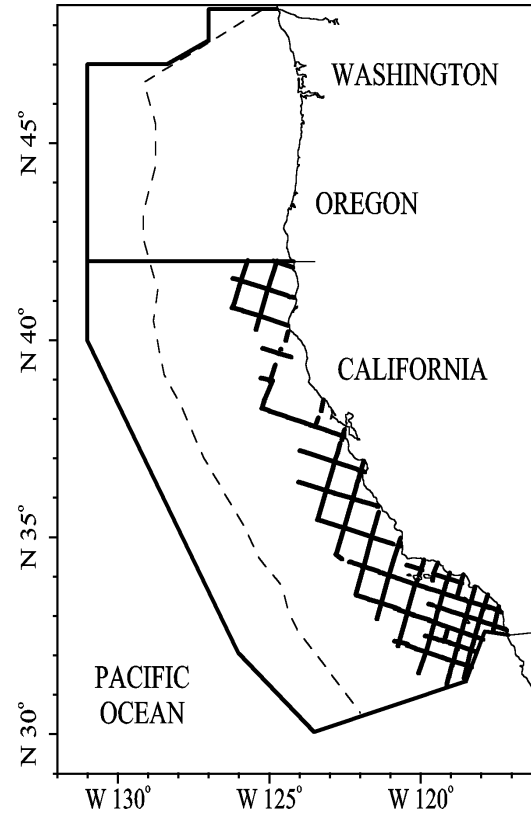 WASHINGTON
N 45°
OREGON
N 40°
CALIFORNIA
N 35°
PACIFIC
OCEAN
N 30°
W 130° W 125° W 120°